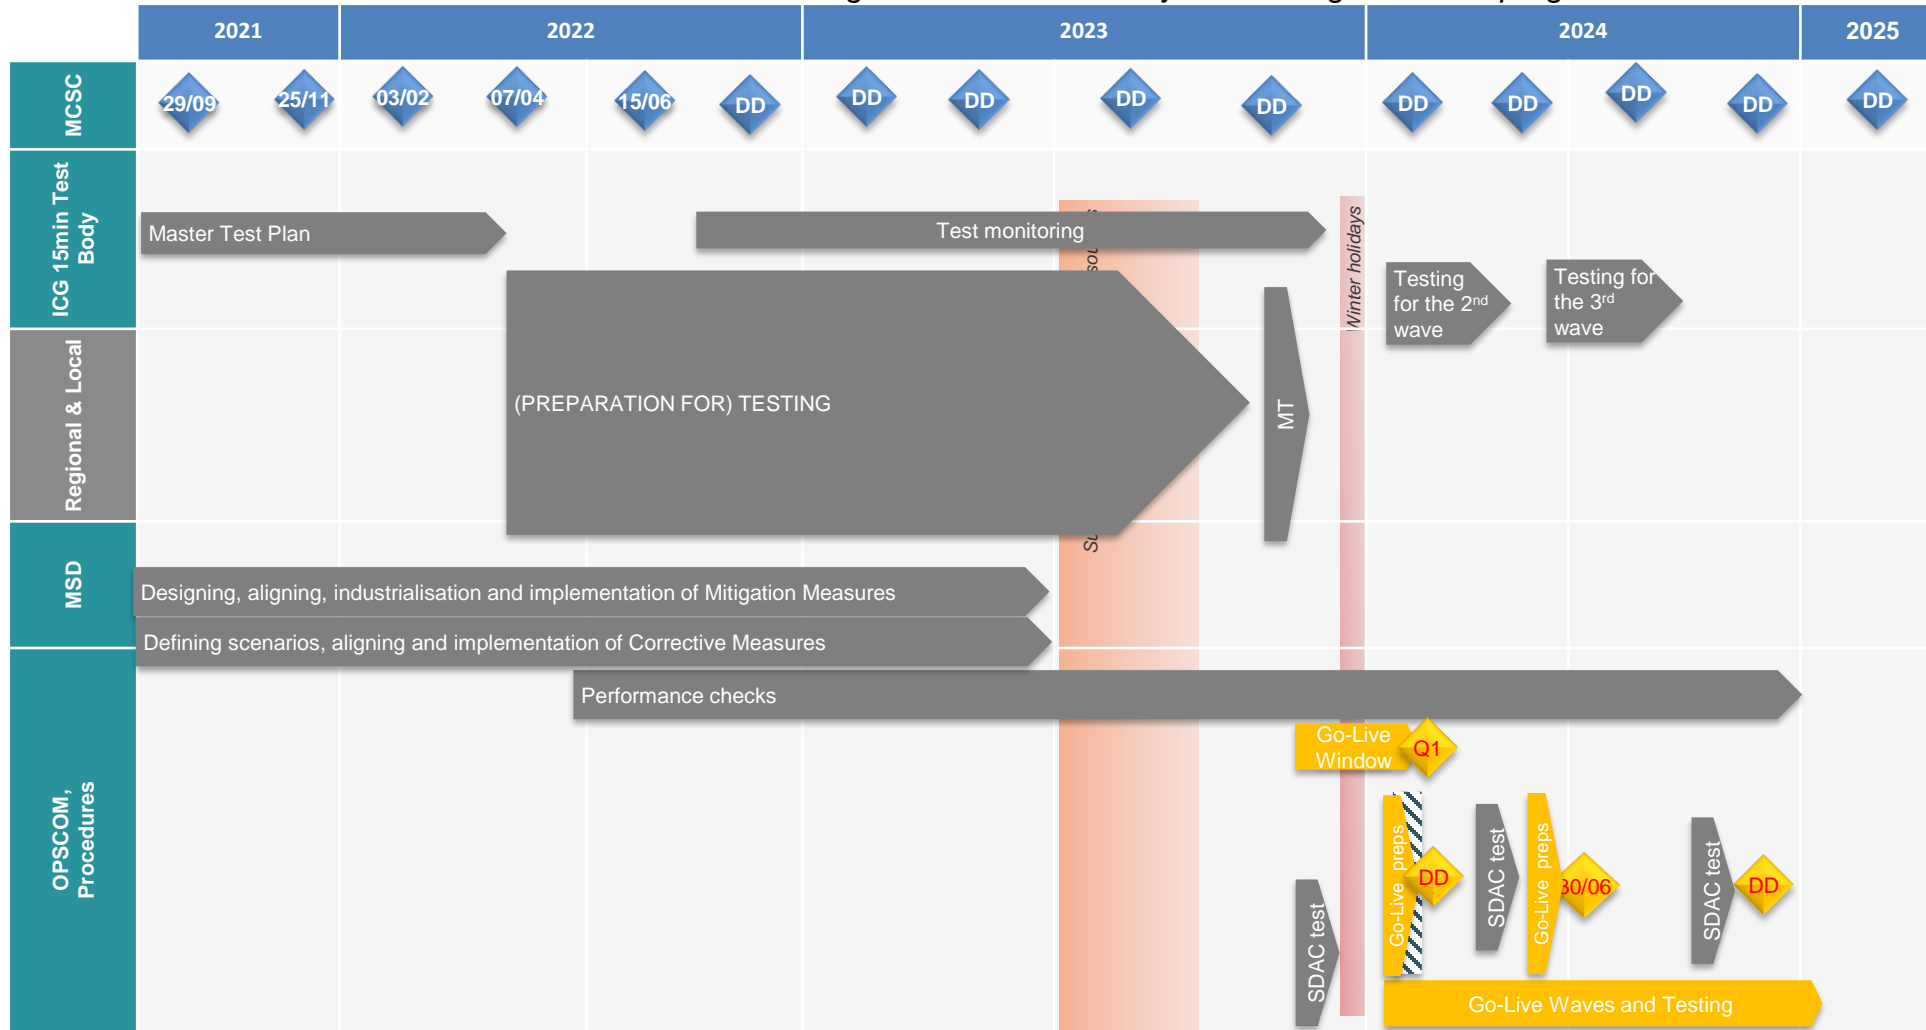 2021
2022
2023
2024
2025
MCSC
29/09
25/11
03/02
07/04
15/06
DD
DD
DD
DD
DD
DD
DD
DD
DD
DD
ICG 15min Test
Body
Master Test Plan
Test monitoring
Winter holidays
Testing
for the 2nd
wave
Testing for
the 3rd
wave
Regional & Local
(PREPARATION FOR) TESTING
MT
MSD
Designing, aligning, industrialisation and implementation of Mitigation Measures
Defining scenarios, aligning and implementation of Corrective Measures
OPSCOM,
Procedures
Performance checks
Go-Live
Window
Q1
SDAC test
Go-Live preps
DD
SDAC test
Go-Live preps
30/06
SDAC test
DD
Go-Live Waves and Testing